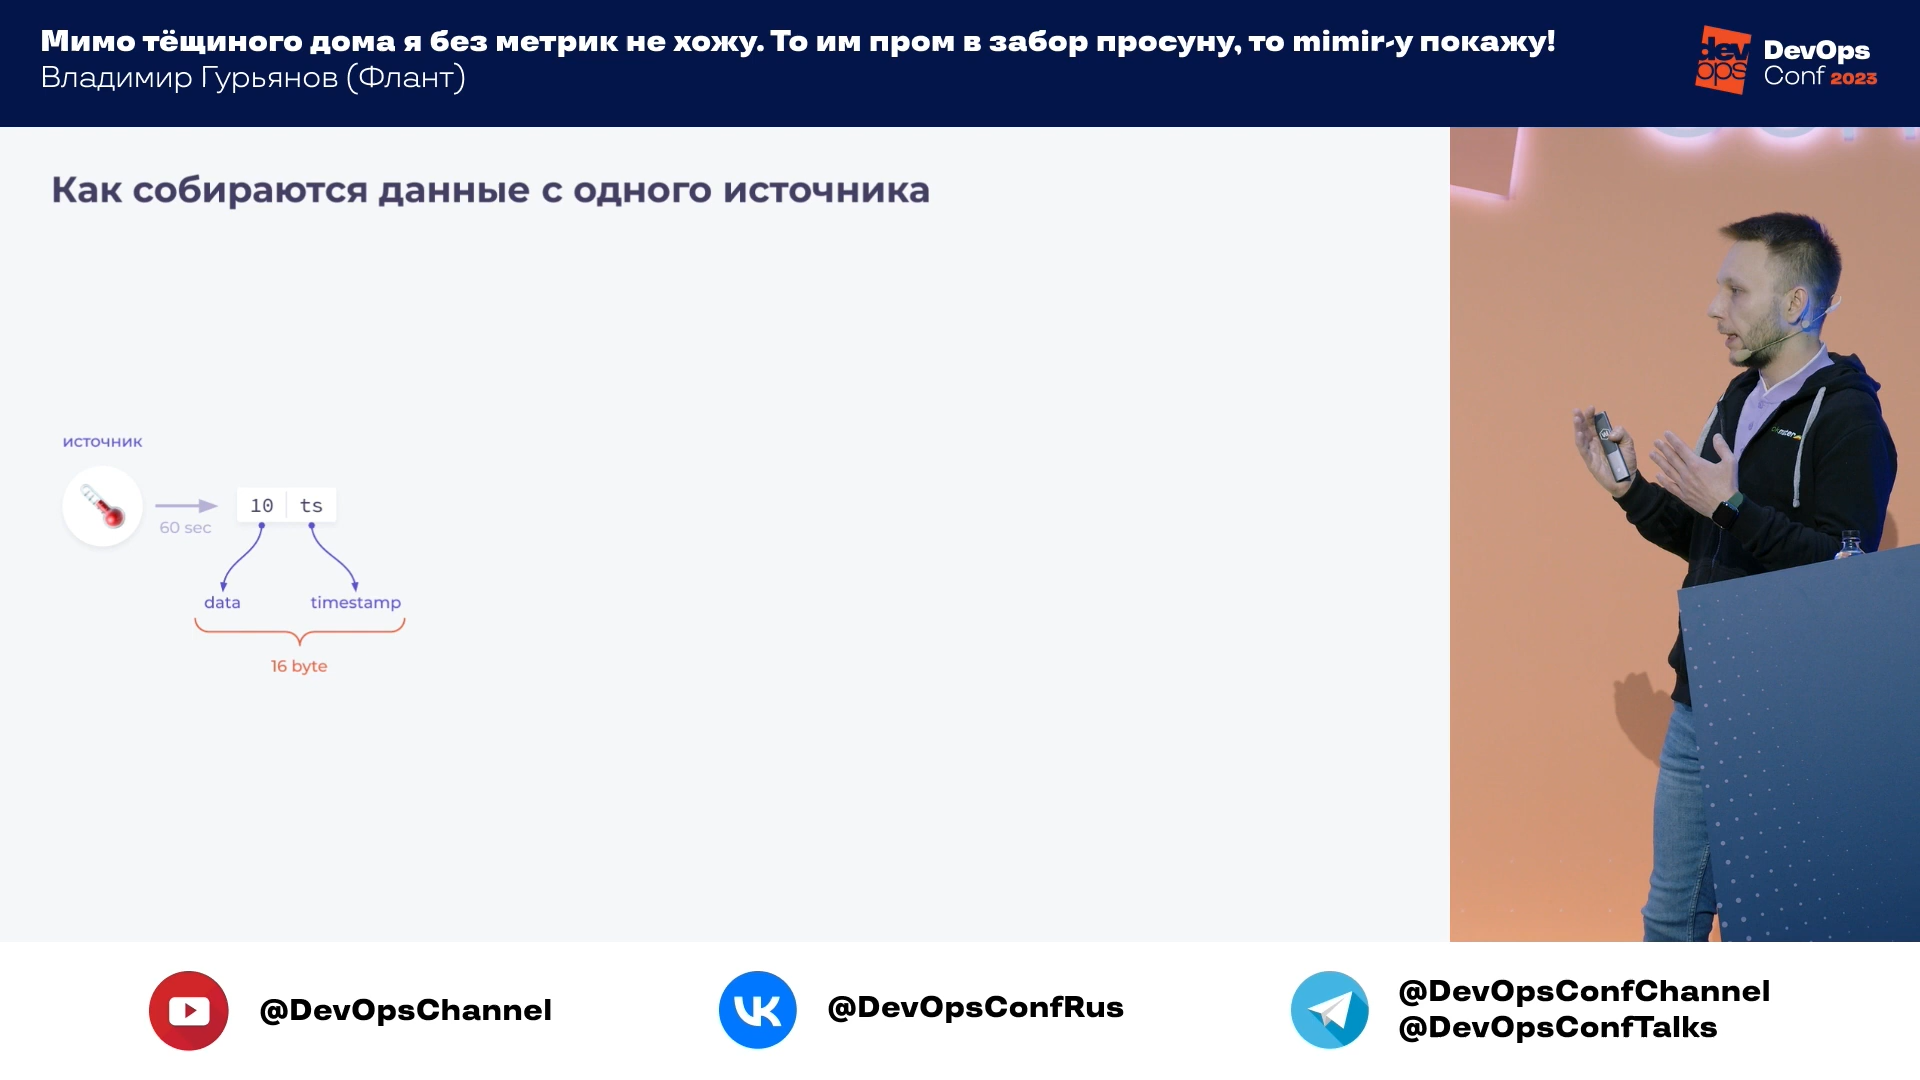 Мимо тёщиного дома я без метрик не хожу. То им пром в забор просуну, то mimir-у покажу!
Владимир Гурьянов (Флант)
dev
ops
DevOps
Conf 2023
Как собираются данные с одного источника
источник
60 sec
10 ts
data timestamp
16 byte
@DevOpsChannel
@DevOpsConfRus
@DevOpsConfChannel
@DevOpsConfTalks